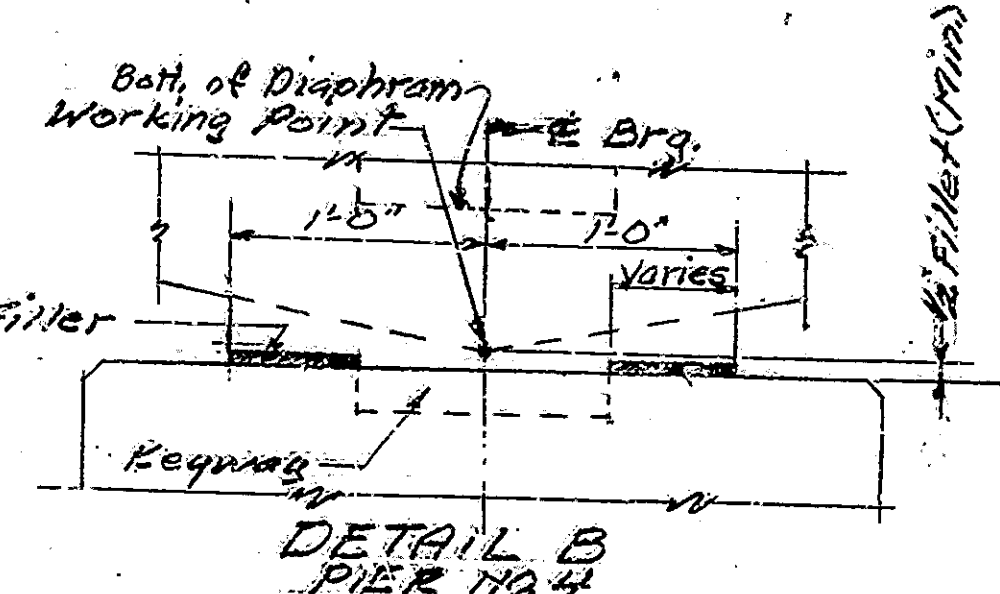 Bott. of Diaphram
Working Point
℄ Brg.
1'-0"
1'-0"
Varies
Filler
½" Fillet (Min.)
Keyway
DETAIL B
PIER NO. 4